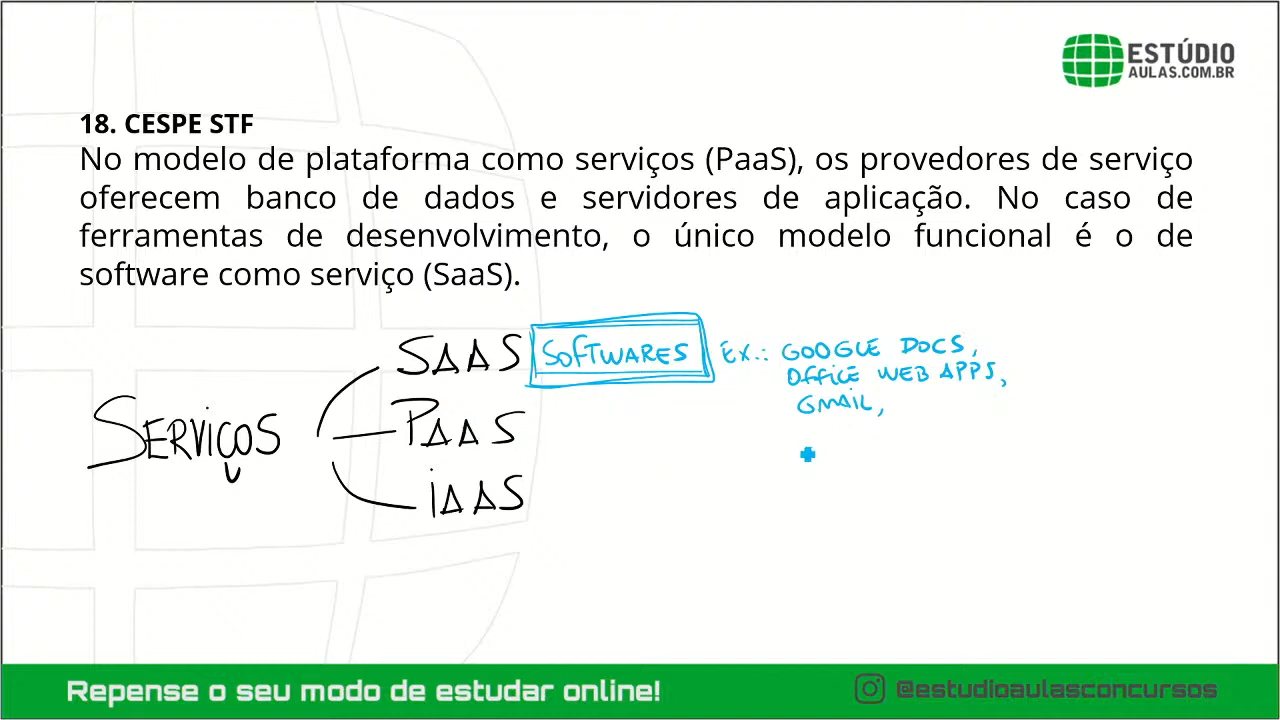 ESTÚDIO
AULAS.COM.BR
18. CESPE STF
No modelo de plataforma como serviços (PaaS), os provedores de serviço
oferecem banco de dados e servidores de aplicação. No caso de
ferramentas de desenvolvimento, o único modelo funcional é o de
software como serviço (SaaS).
SAAS SOFTWARES EX.: GOOGLE DOCS,
OFFICE WEB APPS,
GMAIL,
SERVIÇOS PAAS
IAAS
Repense o seu modo de estudar online! @estudioaulasconcursos